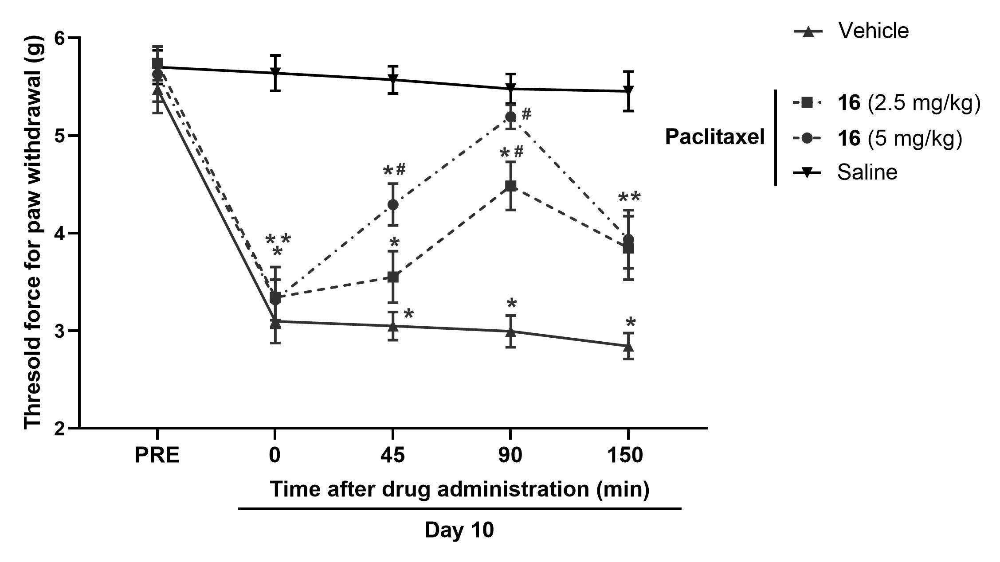 Thresold force for paw withdrawal (g)
6
5
4
3
2
* *
*
*#
*
*
#
*#
*
**
*
PRE 0 45 90 150
Time after drug administration (min)
Day 10
Vehicle
Paclitaxel
16 (2.5 mg/kg)
16 (5 mg/kg)
Saline